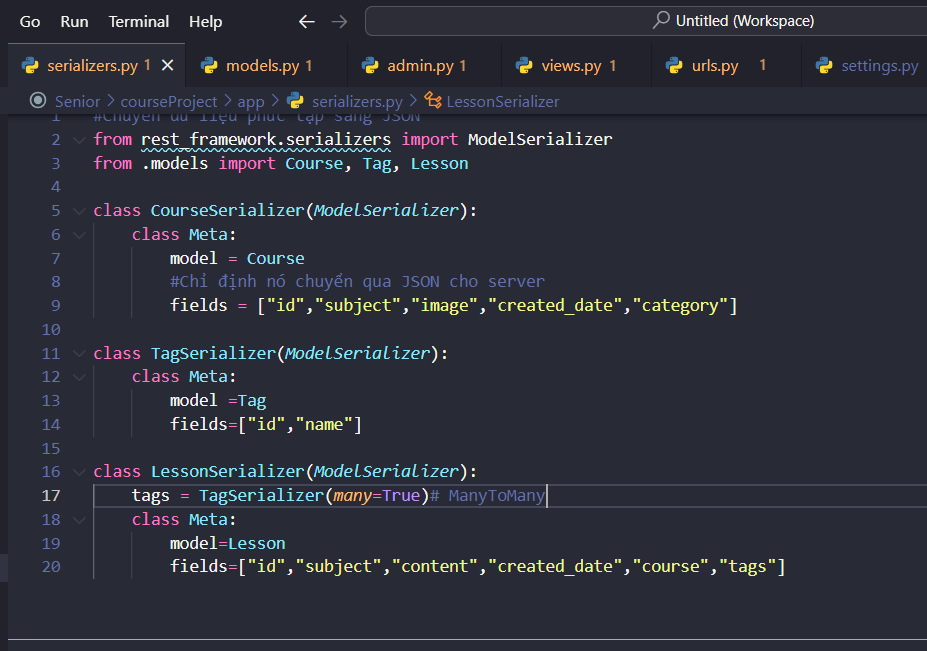 Go Run Terminal Help ← → Untitled (Workspace)
serializers.py 1 × models.py 1 admin.py 1 views.py 1 urls.py 1 settings.py
Senior > courseProject > app > serializers.py > LessonSerializer
1 #Chuyển dữ liệu phức tạp sang JSON
2 from rest_framework.serializers import ModelSerializer
3 from .models import Course, Tag, Lesson
4
5 class CourseSerializer(ModelSerializer):
6 class Meta:
7 model = Course
8 #Chỉ định nó chuyển qua JSON cho server
9 fields = ["id","subject","image","created_date","category"]
10
11 class TagSerializer(ModelSerializer):
12 class Meta:
13 model =Tag
14 fields=["id","name"]
15
16 class LessonSerializer(ModelSerializer):
17 tags = TagSerializer(many=True)# ManyToMany
18 class Meta:
19 model=Lesson
20 fields=["id","subject","content","created_date","course","tags"]